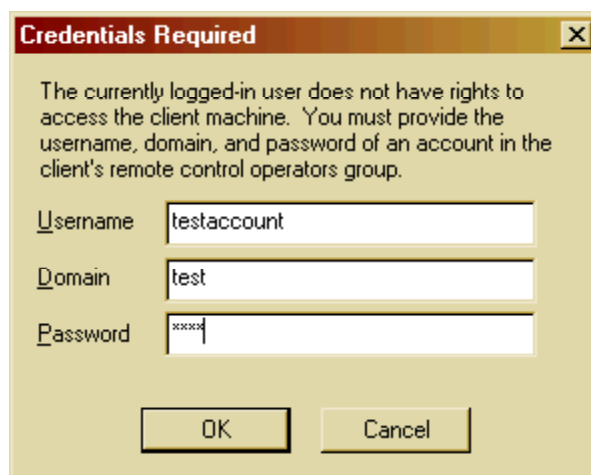 Credentials Required
The currently logged-in user does not have rights to
access the client machine. You must provide the
username, domain, and password of an account in the
client's remote control operators group.
Username testaccount
Domain test
Password ****
OK Cancel